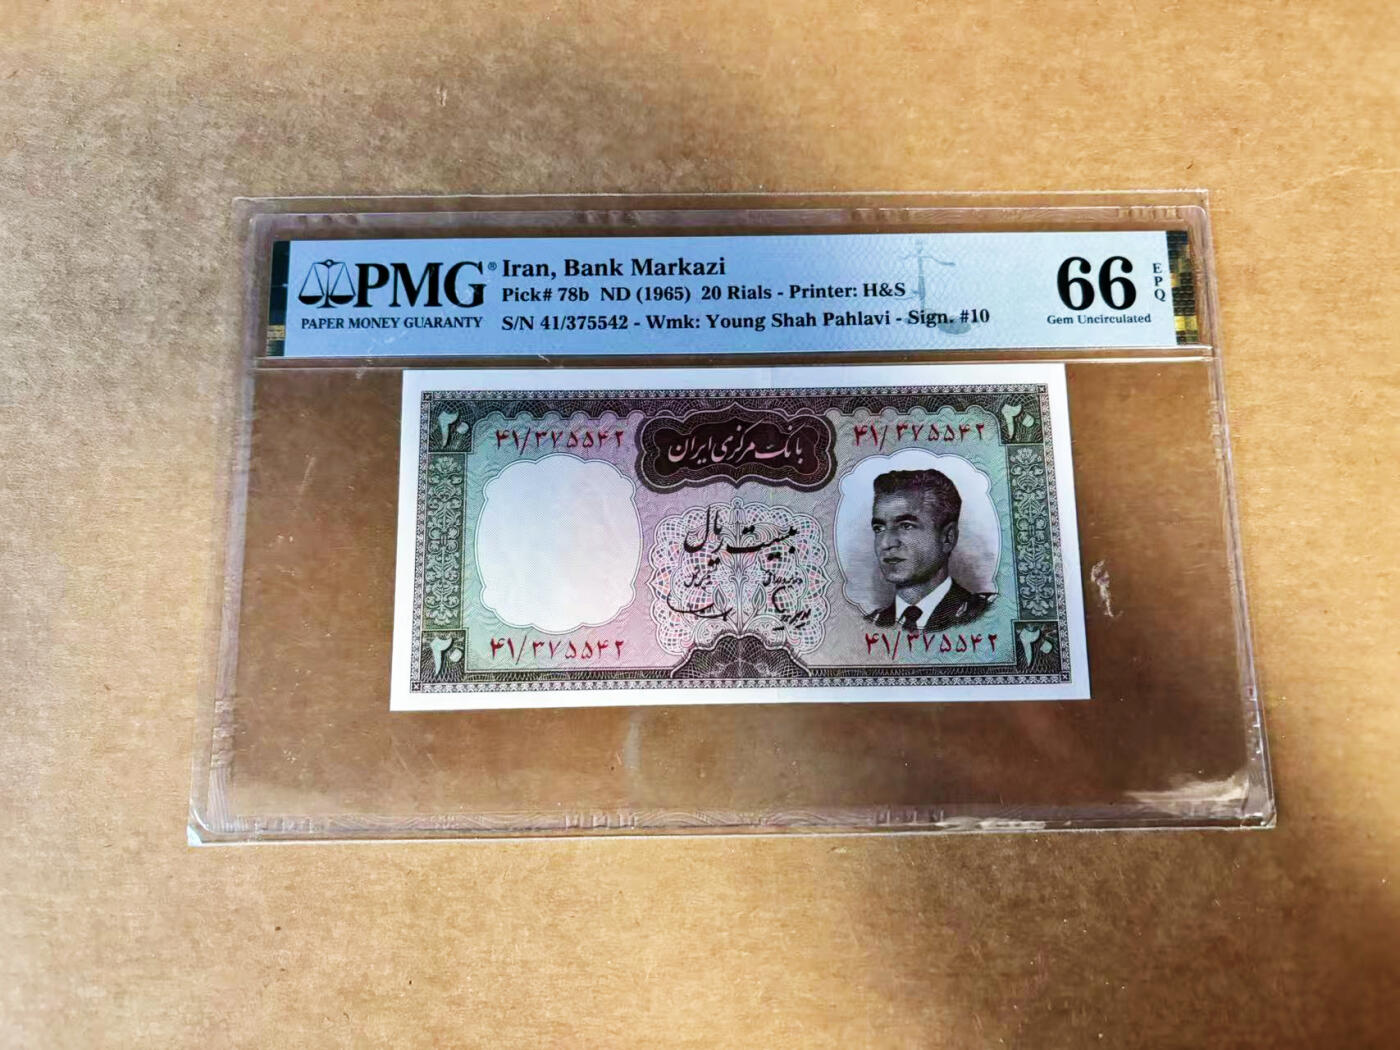 PMG®
PAPER MONEY GUARANTY
Iran, Bank Markazi
Pick# 78b ND (1965) 20 Rials - Printer: H&S
S/N 41/375542 - Wmk: Young Shah Pahlavi - Sign. #10
66 EPQ
Gem Uncirculated
۲۰ ۲۰
۴۱/۳۷۵۵۴۲ ۴۱/۳۷۵۵۴۲
بانک مرکزی ایران
بیست ریال
۴۱/۳۷۵۵۴۲ ۴۱/۳۷۵۵۴۲
۲۰ ۲۰